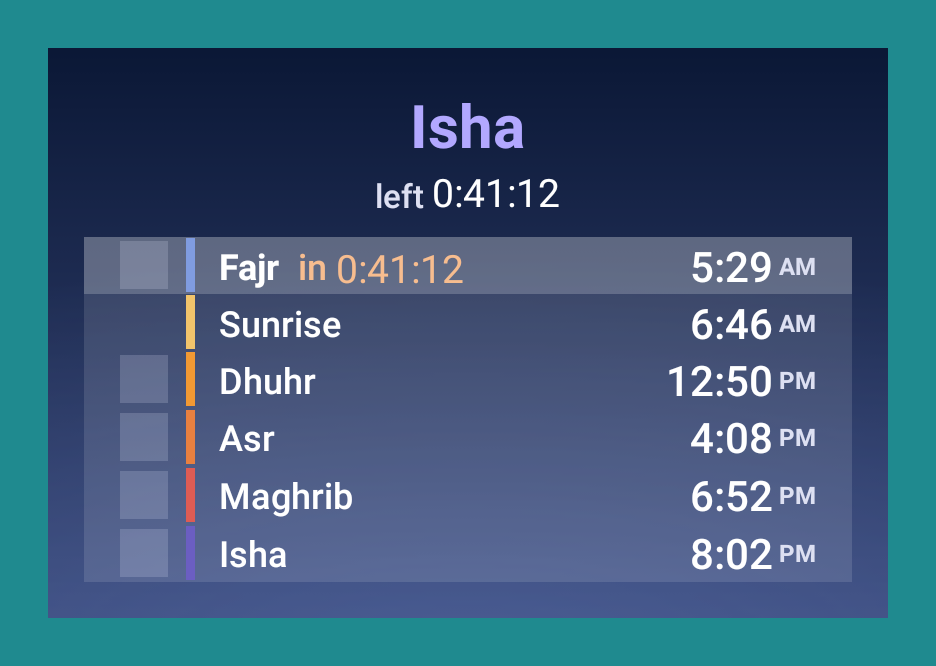 Isha
left 0:41:12
Fajr in 0:41:12 5:29 AM
Sunrise 6:46 AM
Dhuhr 12:50 PM
Asr 4:08 PM
Maghrib 6:52 PM
Isha 8:02 PM